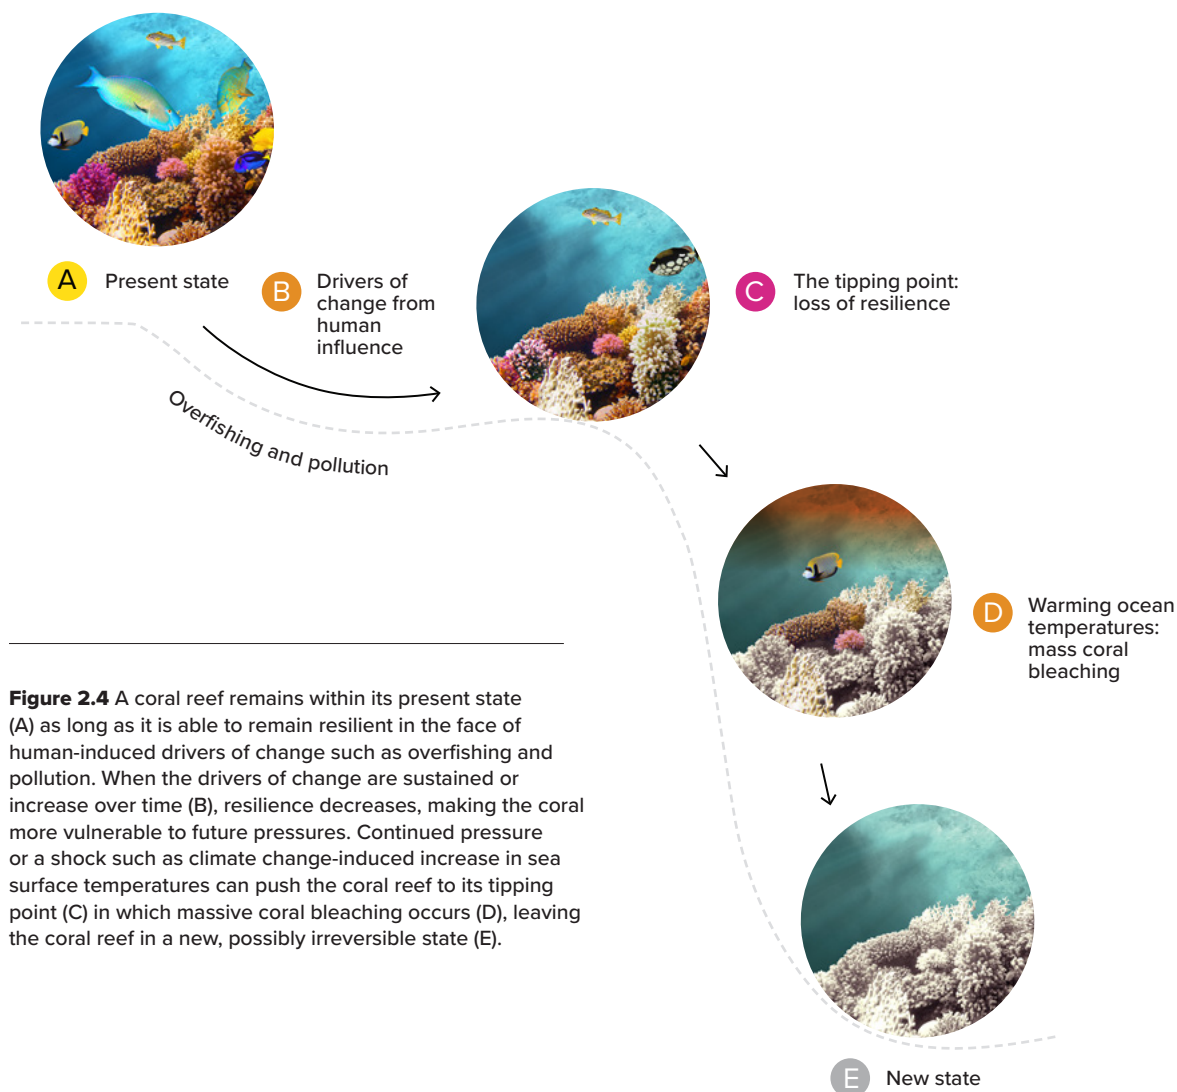 A
Present state
B
Drivers of
change from
human
influence
Overfishing and pollution
C
The tipping point:
loss of resilience
D
Warming ocean
temperatures:
mass coral
bleaching
Figure 2.4 A coral reef remains within its present state
(A) as long as it is able to remain resilient in the face of
human-induced drivers of change such as overfishing and
pollution. When the drivers of change are sustained or
increase over time (B), resilience decreases, making the coral
more vulnerable to future pressures. Continued pressure
or a shock such as climate change-induced increase in sea
surface temperatures can push the coral reef to its tipping
point (C) in which massive coral bleaching occurs (D), leaving
the coral reef in a new, possibly irreversible state (E).
E
New state